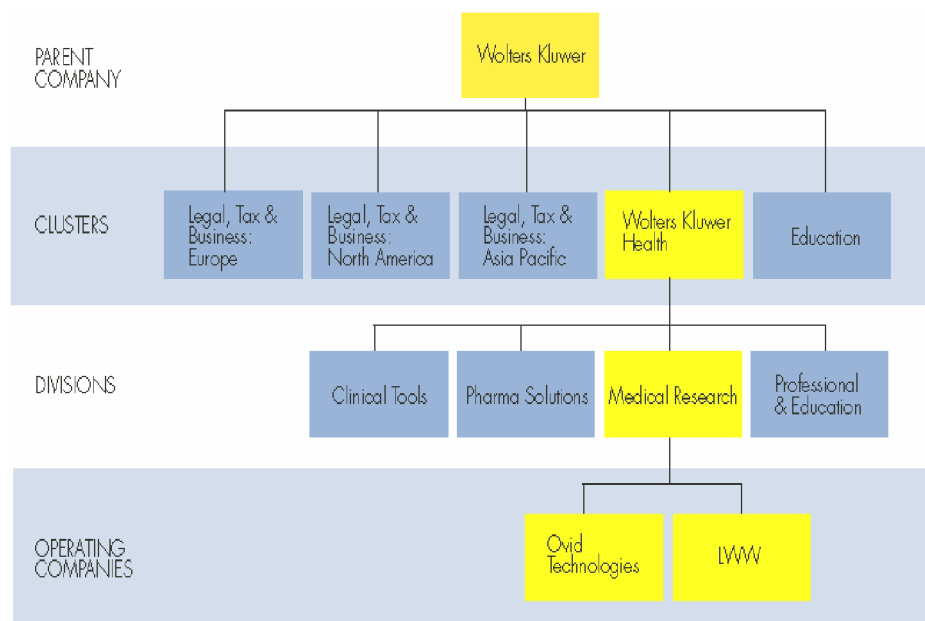 PARENT
COMPANY
Wolters Kluwer
CLUSTERS
Legal, Tax &
Business:
Europe
Legal, Tax &
Business:
North America
Legal, Tax &
Business:
Asia Pacific
Wolters Kluwer
Health
Education
DIVISIONS
Clinical Tools
Pharma Solutions
Medical Research
Professional
& Education
OPERATING
COMPANIES
Ovid
Technologies
LWW